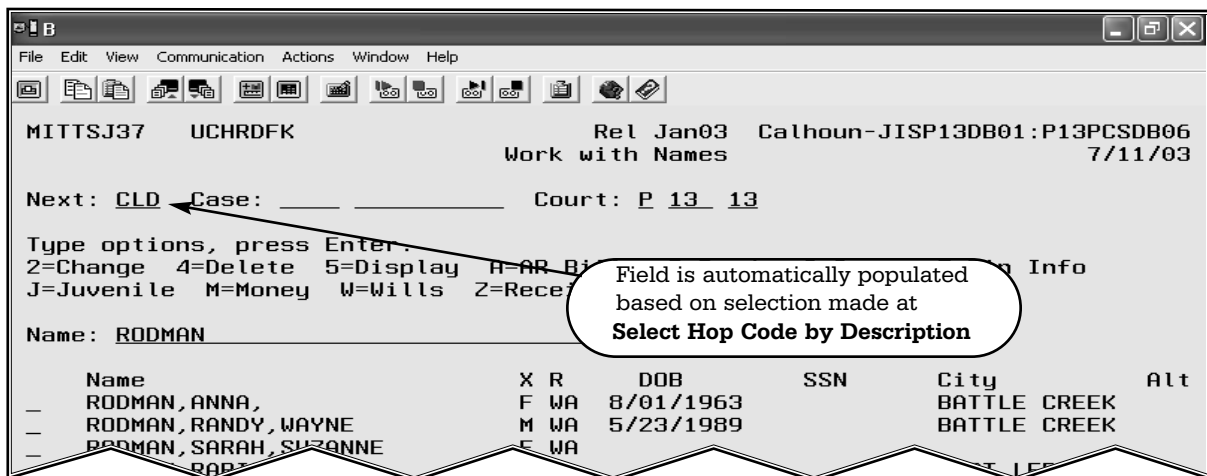 B
File Edit View Communication Actions Window Help
MITTSJ37 UCHRDFK Rel Jan03 Calhoun-JISP13DB01:P13PCSDB06
Work with Names 7/11/03
Next: CLD Case: ____ __________ Court: P 13 13
Type options, press Enter.
2=Change 4=Delete 5=Display A=AR Info
J=Juvenile M=Money W=Wills
Field is automatically populated
based on selection made at
Select Hop Code by Description
Name: RODMAN
Name X R DOB SSN City Alt
_ RODMAN,ANNA, F WA 8/01/1963 BATTLE CREEK
_ RODMAN,RANDY,WAYNE M WA 5/23/1989 BATTLE CREEK
_ RODMAN,SARAH,SUZANNE F WA